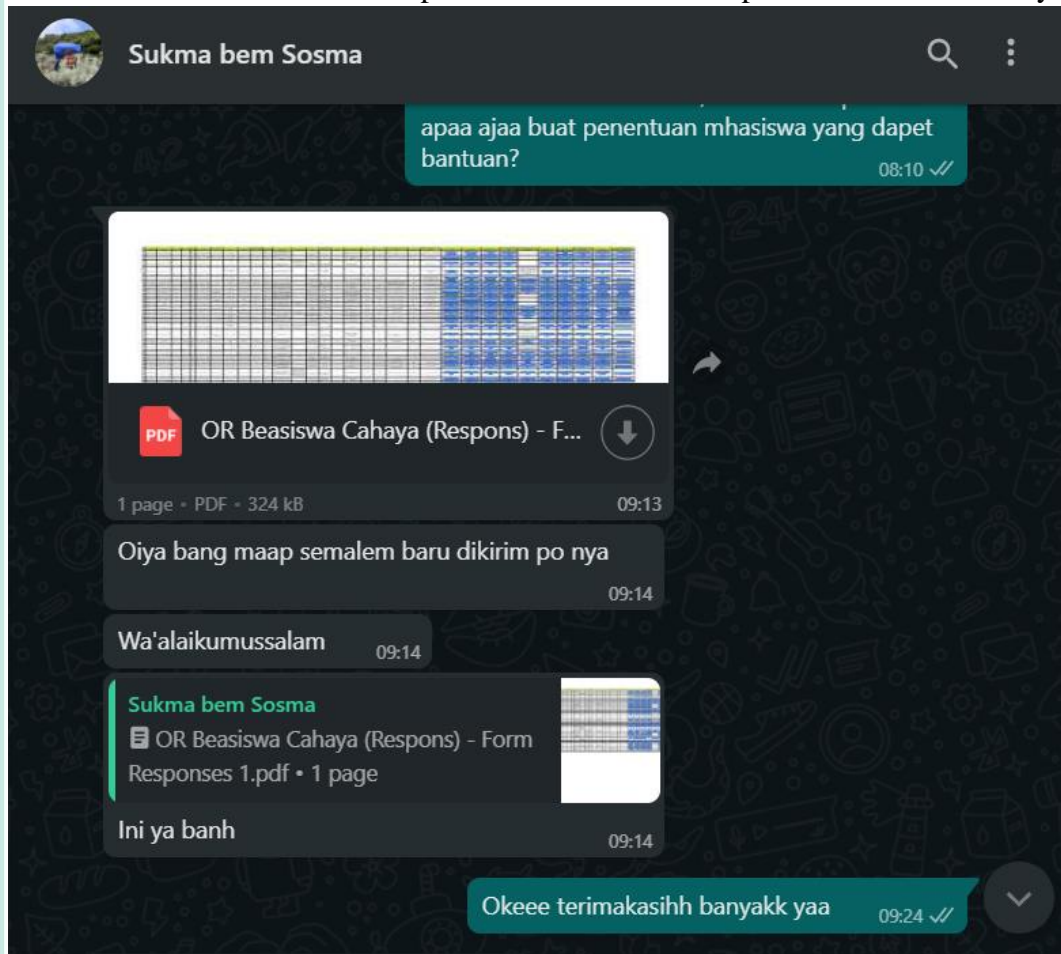 Sukma bem Sosma
apaa ajaa buat penentuan mhasiswa yang dapet
bantuan?
08:10
PDF
OR Beasiswa Cahaya (Respons) - F...
1 page • PDF • 324 kB
09:13
Oiya bang maap semalem baru dikirim po nya
09:14
Wa'alaikumussalam
09:14
Sukma bem Sosma
OR Beasiswa Cahaya (Respons) - Form
Responses 1.pdf • 1 page
Ini ya banh
09:14
Okeee terimakasihh banyakk yaa
09:24